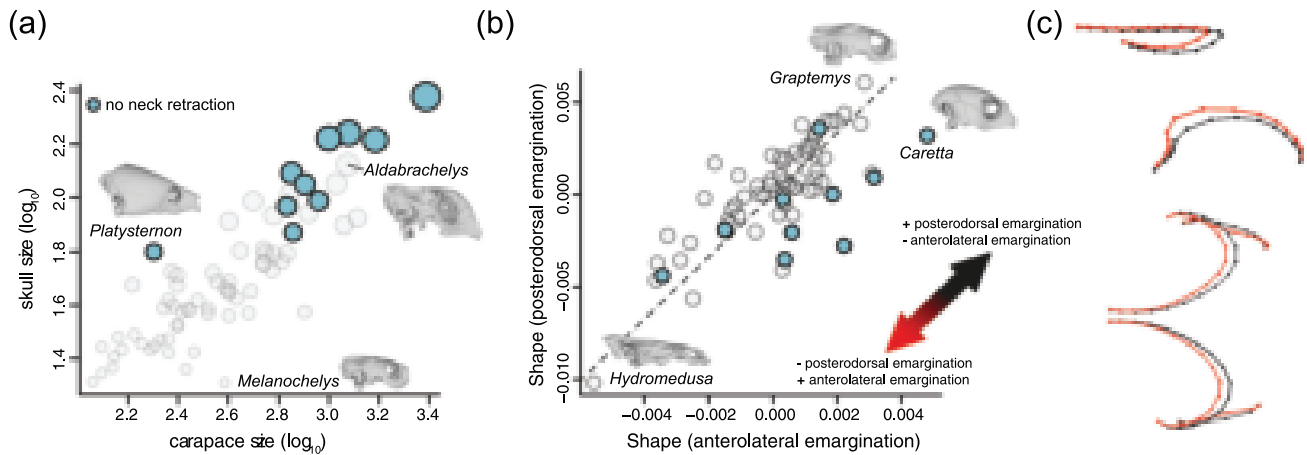 (a)
2.4
2.2
2.0
1.8
1.6
1.4
skull size (log10)
no neck retraction
Aldabrachelys
Platysternon
Melanochelys
2.2 2.4 2.6 2.8 3.0 3.2 3.4
carapace size (log10)
(b)
0.005
0.000
−0.005
−0.010
Shape (posterodorsal emargination)
Graptemys
Caretta
Hydromedusa
+ posterodorsal emargination
- anterolateral emargination
- posterodorsal emargination
+ anterolateral emargination
−0.004 −0.002 0.000 0.002 0.004
Shape (anterolateral emargination)
(c)